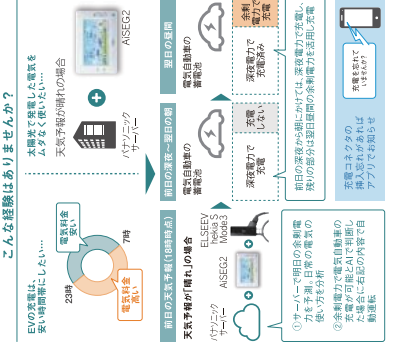 こんな経験はありませんか？
EVの充電は、
安い時間帯にしたい…
電気料金
安い
23時
7時
電気料金
高い
太陽光で発電した電気を
ムダなく使いたい…
天気予報が晴れの場合
パナソニック
サーバー
AiSEG2
前日の天気予報(18時時点)
天気予報が「晴れ」の場合
パナソニック
サーバー
AiSEG2
ELSEEV
hekia S
Mode3
①サーバーで明日の余剰電
力を予測。日常の電気の
使い方を分析
②余剰電力で電気自動車の
充電が可能とAiで判断し
た場合に右記の内容で自
動運転
前日の深夜～翌日の朝
電気自動車の
蓄電池
深夜電力で
充電
充電
しない
翌日の昼間
電気自動車の
蓄電池
深夜電力で
充電済み
余剰
電力で
充電
前日の深夜から朝にかけては、深夜電力で充電し、
残りの部分は翌日昼間の余剰電力を活用し充電
充電コネクタの
挿入忘れがあれば
アプリでお知らせ
充電を忘れて
いませんか？